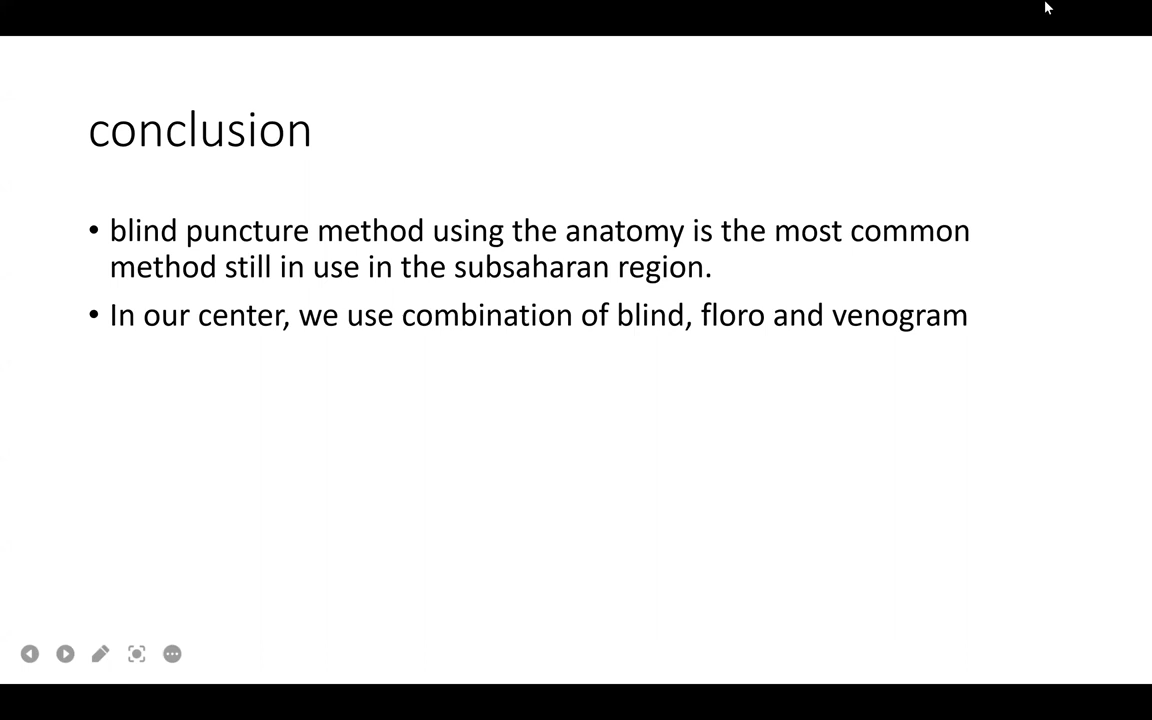 conclusion
• blind puncture method using the anatomy is the most common
method still in use in the subsaharan region.
• In our center, we use combination of blind, floro and venogram